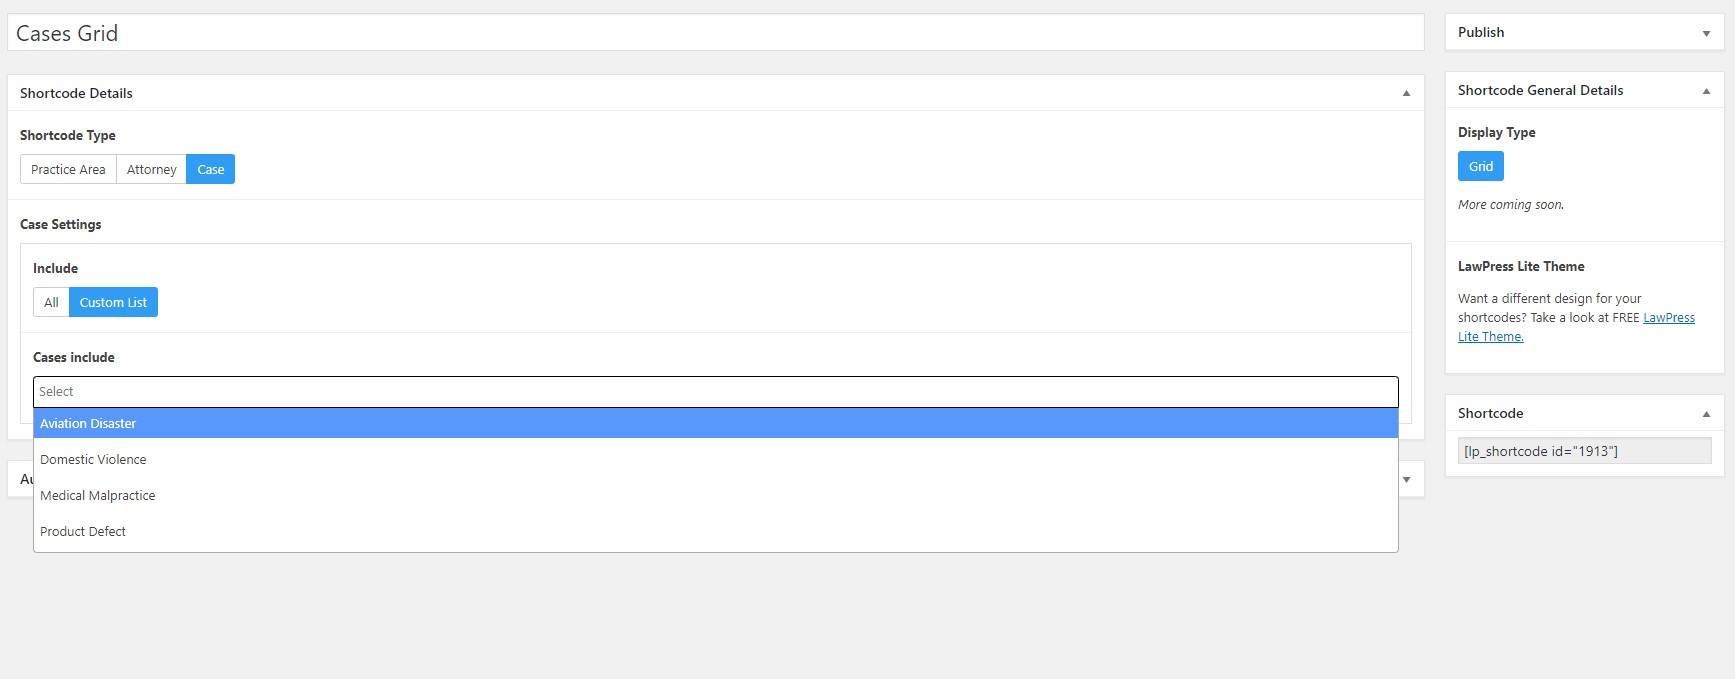 Cases Grid
Shortcode Details
Shortcode Type
Practice Area Attorney Case
Case Settings
Include
All Custom List
Cases include
Select
Aviation Disaster
Domestic Violence
Medical Malpractice
Product Defect
Publish
Shortcode General Details
Display Type
Grid
More coming soon.
LawPress Lite Theme
Want a different design for your
shortcodes? Take a look at FREE LawPress
Lite Theme.
Shortcode
[lp_shortcode id="1913"]